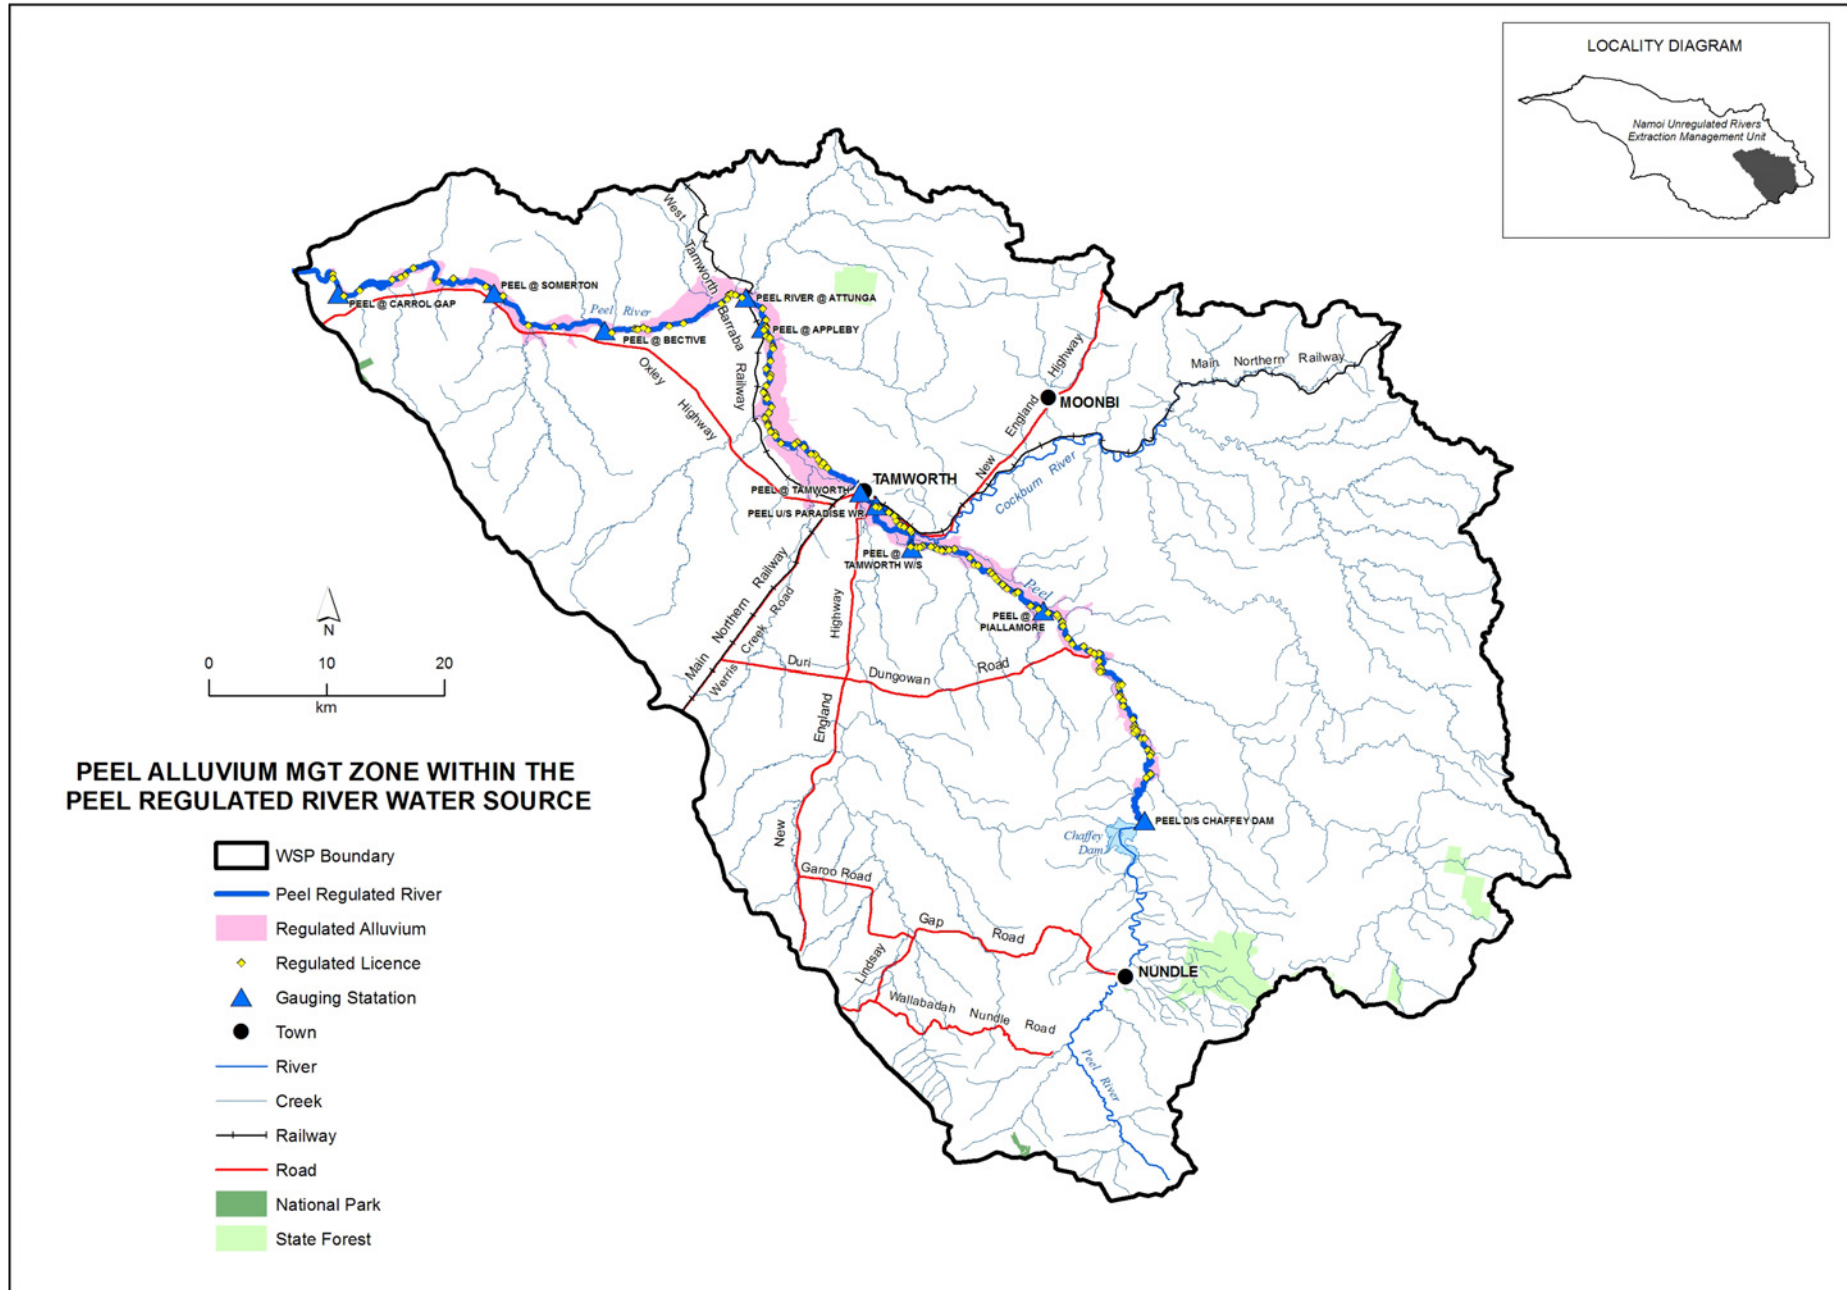 LOCALITY DIAGRAM
Namoi Unregulated Rivers
Extraction Management Unit
West Tamworth Barraba Railway
PEEL @ SOMERTON
PEEL @ CARROL GAP
Peel River
PEEL RIVER @ ATTUNGA
PEEL @ APPLEBY
PEEL @ BECTIVE
Oxley Highway
Main Northern Railway
New England Highway
MOONBI
Cockburn River
TAMWORTH
PEEL @ TAMWORTH
PEEL U/S PARADISE WR
PEEL @
TAMWORTH W/S
Peel
PEEL @
PIALLAMORE
Main Northern Railway
Werris Creek Road
New England Highway
Duri Dungowan Road
N
0 10 20
km
PEEL ALLUVIUM MGT ZONE WITHIN THE
PEEL REGULATED RIVER WATER SOURCE
PEEL D/S CHAFFEY DAM
Chaffey
Dam
Garoo Road
Lindsay Gap Road
NUNDLE
Wallabadah Nundle Road
Peel River
WSP Boundary
Peel Regulated River
Regulated Alluvium
Regulated Licence
Gauging Statation
Town
River
Creek
Railway
Road
National Park
State Forest